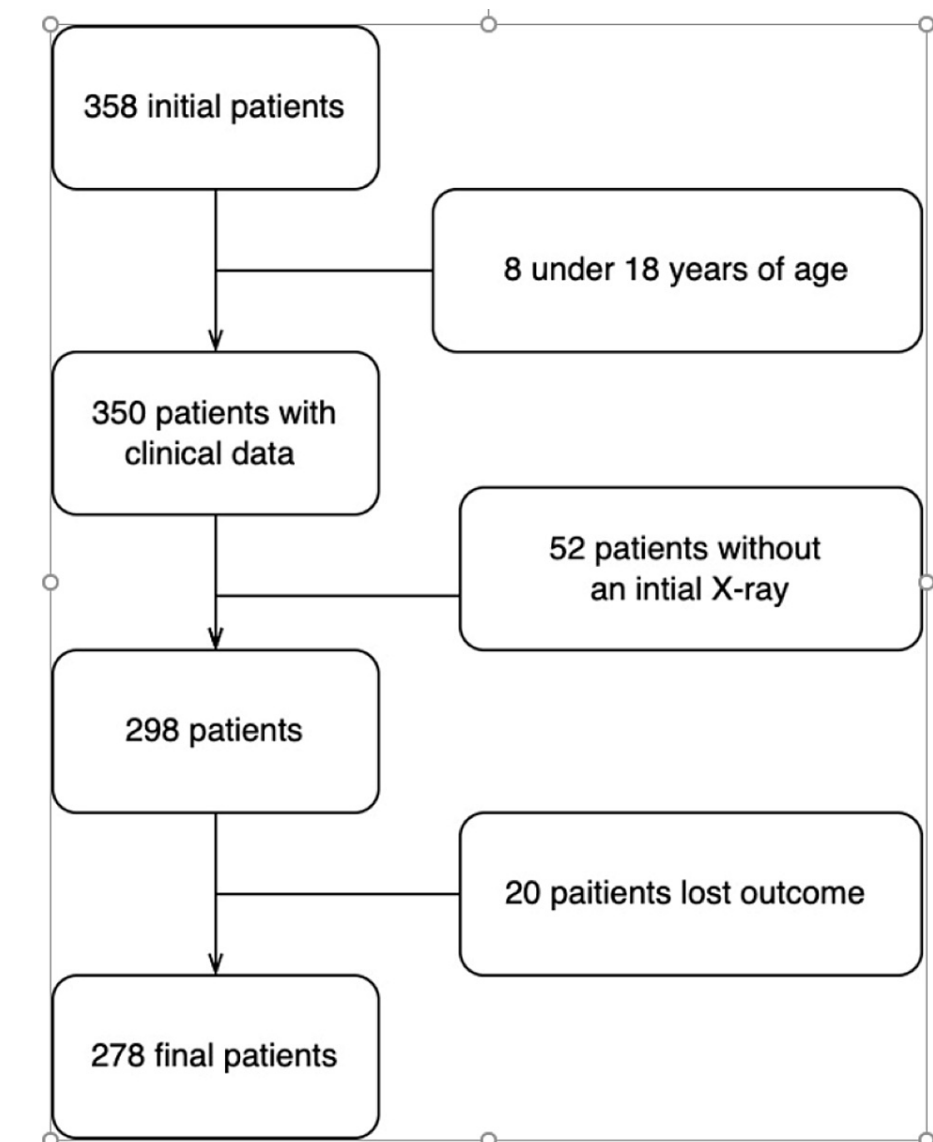 358 initial patients
8 under 18 years of age
350 patients with
clinical data
52 patients without
an intial X-ray
298 patients
20 paitients lost outcome
278 final patients